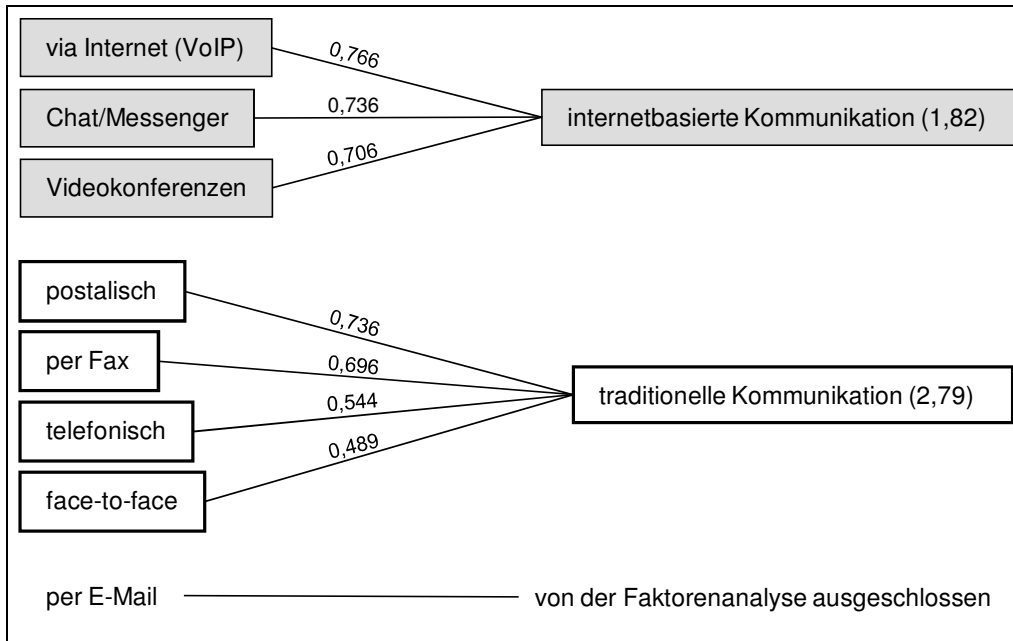 via Internet (VoIP)
0,766
Chat/Messenger
0,736
internetbasierte Kommunikation (1,82)
Videokonferenzen
0,706
postalisch
0,736
per Fax
0,696
traditionelle Kommunikation (2,79)
telefonisch
0,544
face-to-face
0,489
per E-Mail
von der Faktorenanalyse ausgeschlossen